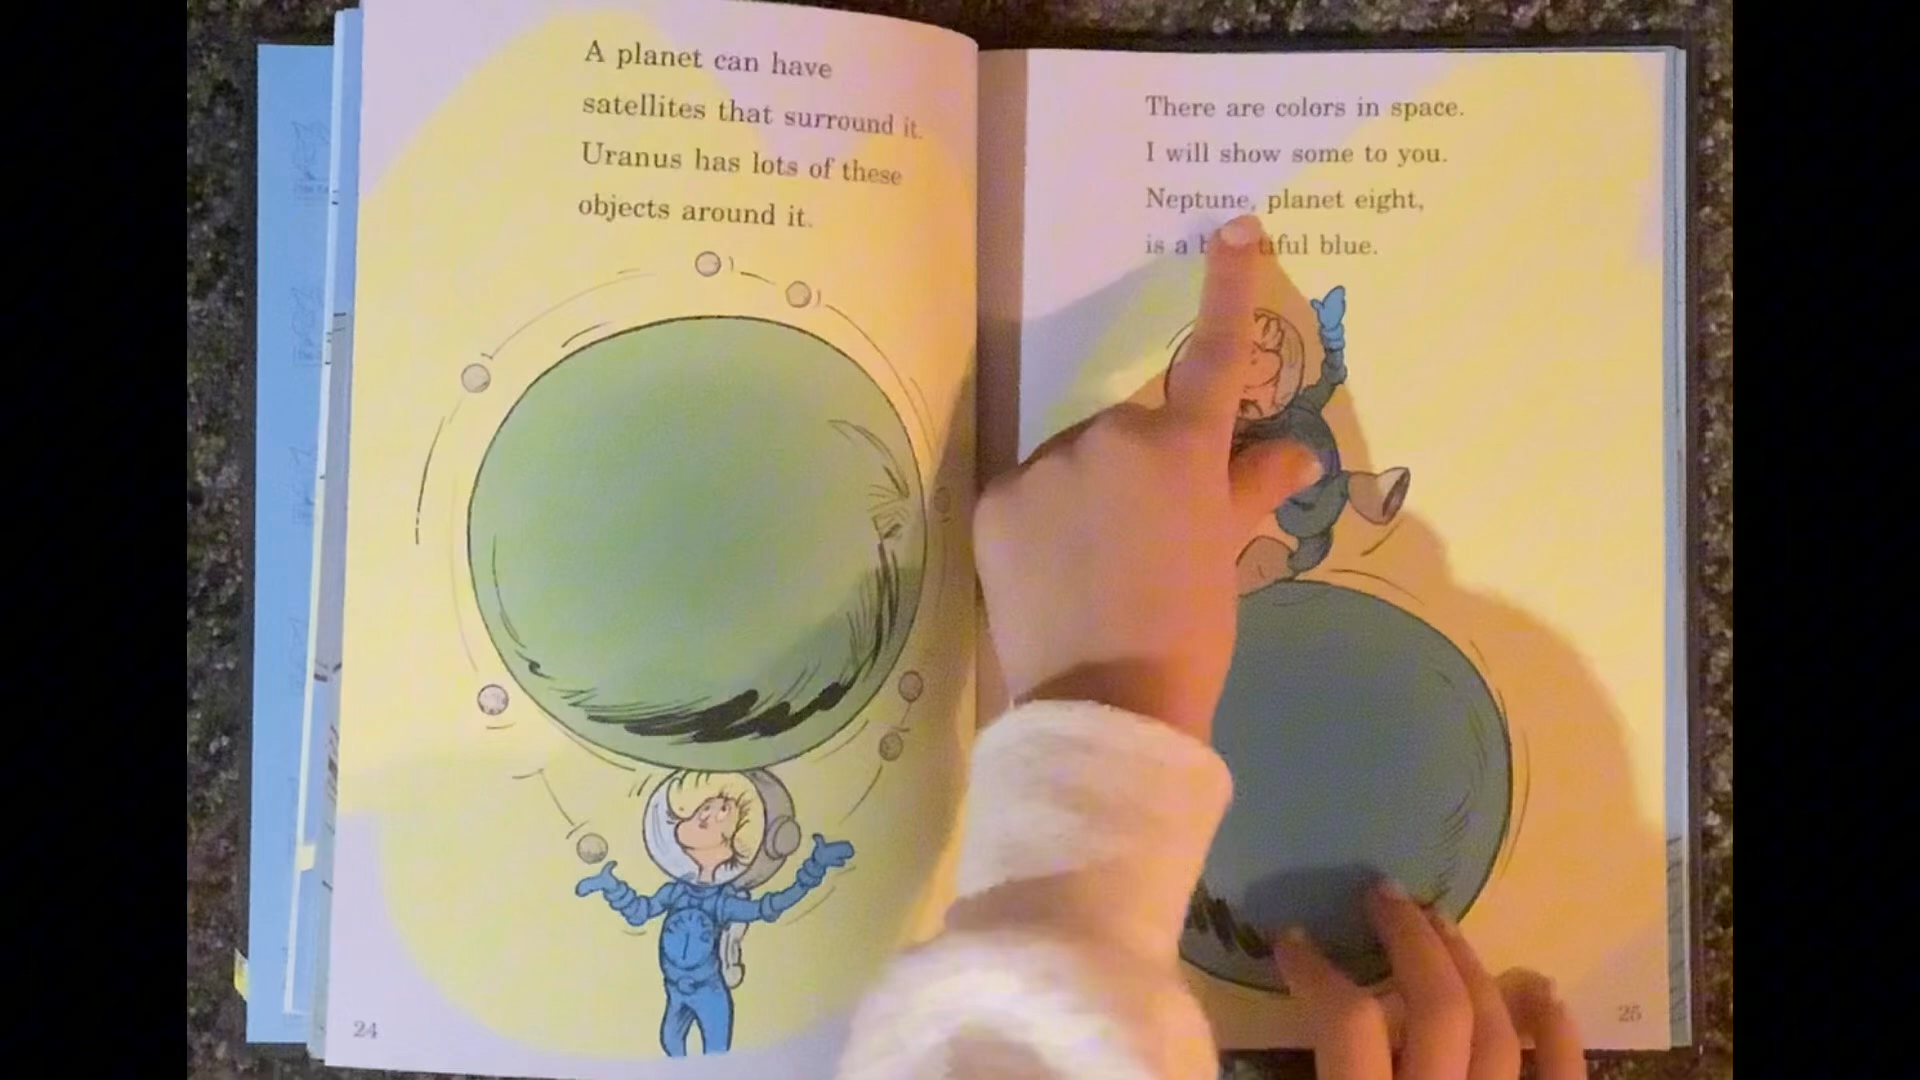 A planet can have
satellites that surround it.
Uranus has lots of these
objects around it.
24
There are colors in space.
I will show some to you.
Neptune, planet eight,
is a tiful blue.
25